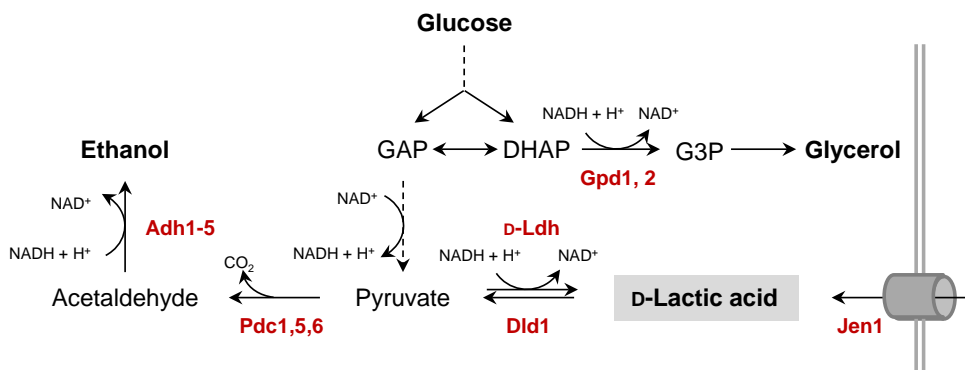 Glucose
NADH + H⁺ NAD⁺
Ethanol GAP DHAP G3P Glycerol
Gpd1, 2
NAD⁺ NAD⁺
Adh1-5 D-Ldh
NADH + H⁺ NADH + H⁺ NADH + H⁺ NAD⁺
CO₂
Acetaldehyde Pyruvate D-Lactic acid
Pdc1,5,6 Dld1 Jen1